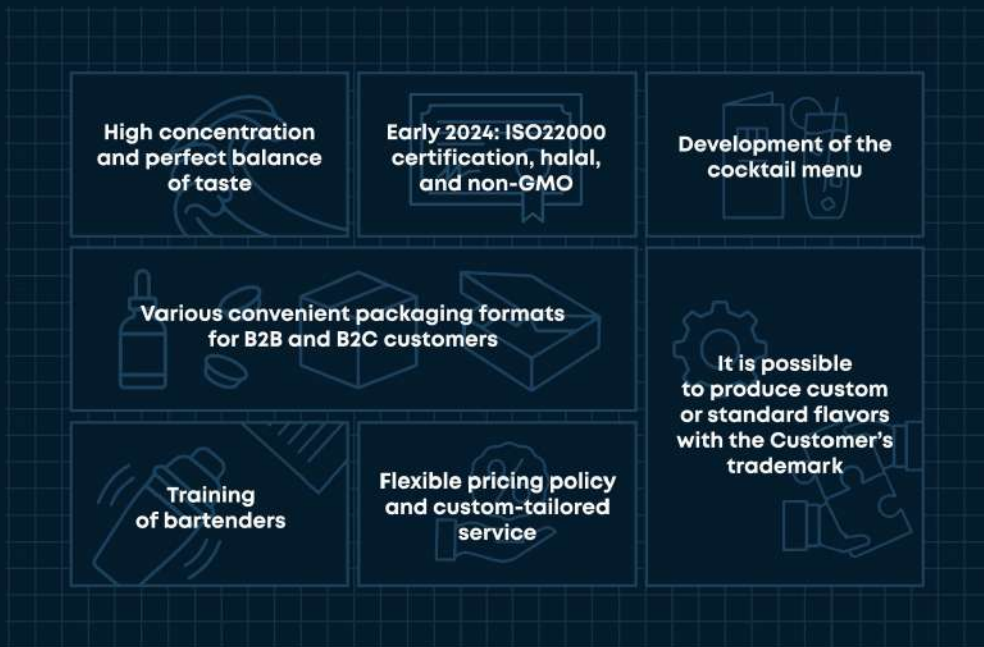 High concentration
and perfect balance
of taste
Early 2024: ISO22000
certification, halal,
and non-GMO
Development of the
cocktail menu
Various convenient packaging formats
for B2B and B2C customers
It is possible
to produce custom
or standard flavors
with the Customer's
trademark
Training
of bartenders
Flexible pricing policy
and custom-tailored
service